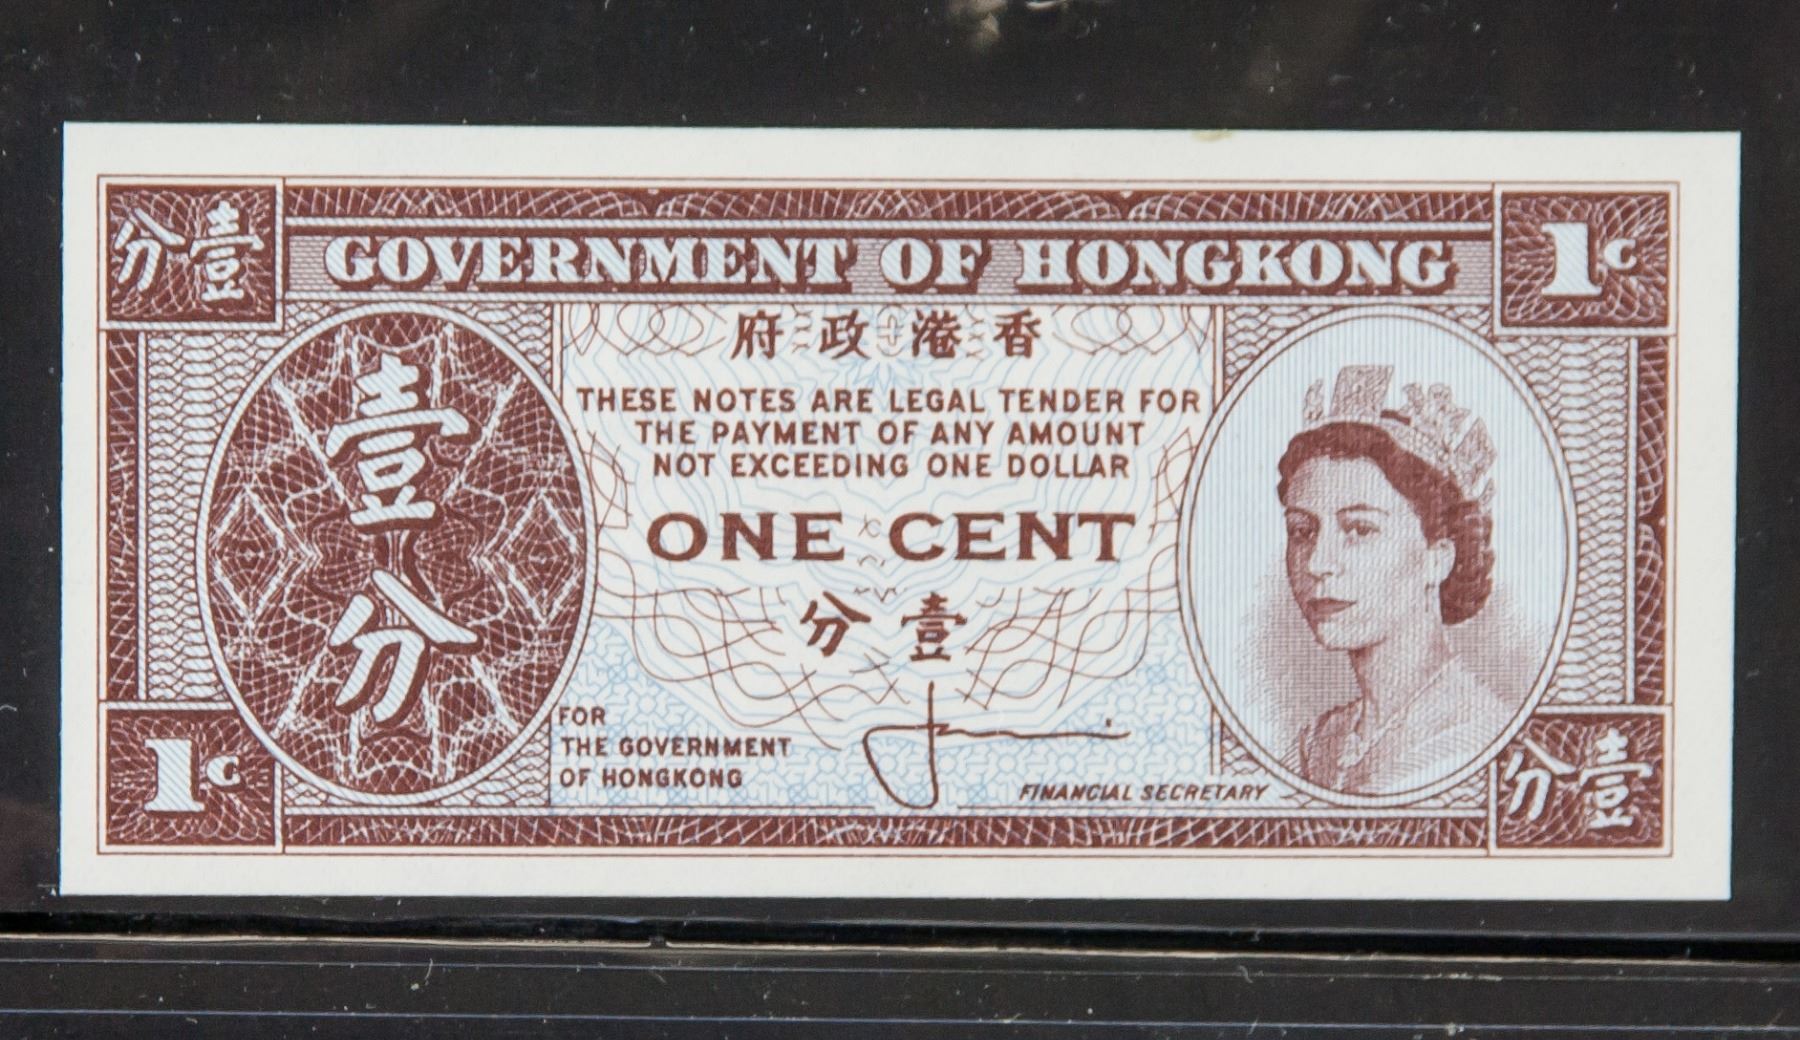 分壹
GOVERNMENT OF HONGKONG
1c
府政港香
THESE NOTES ARE LEGAL TENDER FOR
THE PAYMENT OF ANY AMOUNT
NOT EXCEEDING ONE DOLLAR
壹
分
ONE CENT
分壹
FOR
THE GOVERNMENT
OF HONGKONG
FINANCIAL SECRETARY
1c
分壹